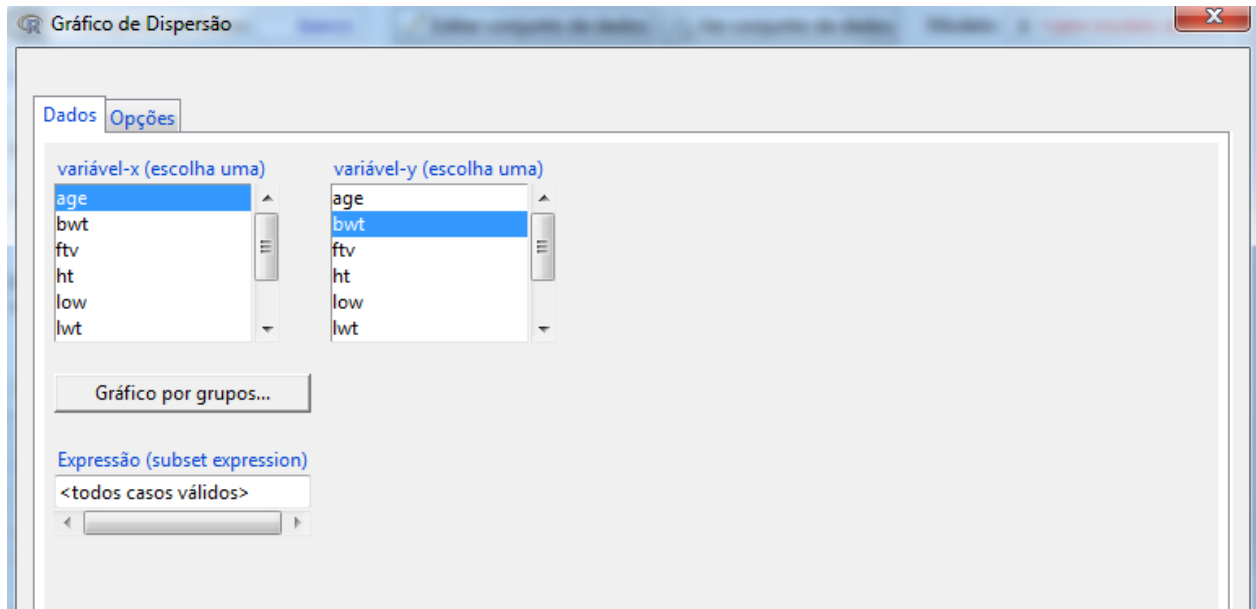 Gráfico de Dispersão
Dados Opções
variável-x (escolha uma) variável-y (escolha uma)
age age
bwt bwt
ftv ftv
ht ht
low low
lwt lwt
Gráfico por grupos...
Expressão (subset expression)
<todos casos válidos>